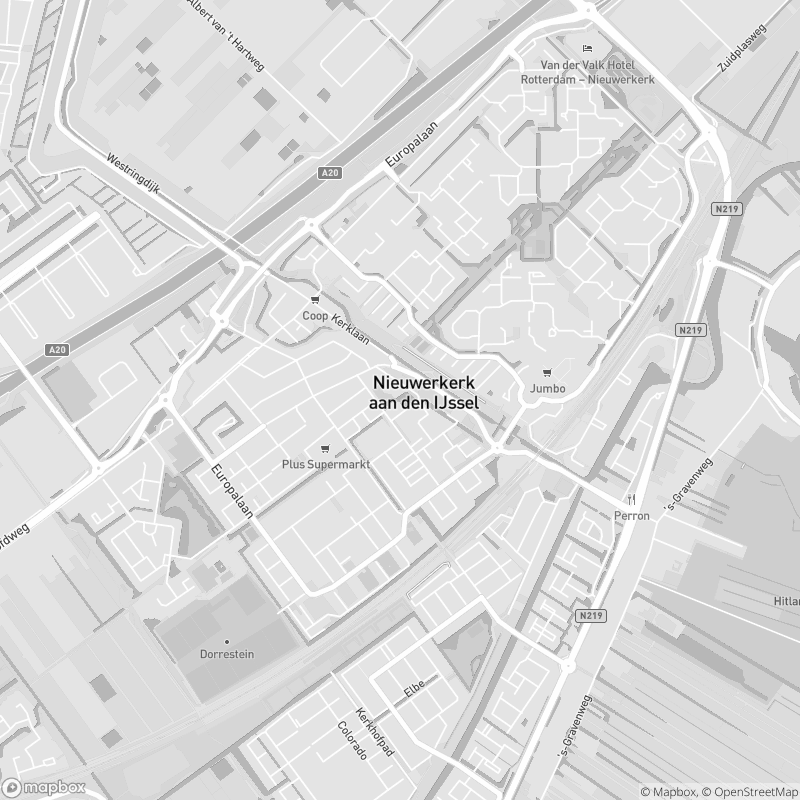 Albert van 't Hartweg
Van der Valk Hotel
Rotterdam – Nieuwerkerk
Zuidplasweg
Europalaan
Westringdijk
A20
N219
Coop
Kerklaan
N219
A20
Nieuwerkerk
aan den IJssel
Jumbo
Plus Supermarkt
Europalaan
's-Gravenweg
Perron
ofdweg
Hitla
N219
Dorrestein
Elbe
Kerkhofpad
Colorado
's-Gravenweg
mapbox
© Mapbox, © OpenStreetMap